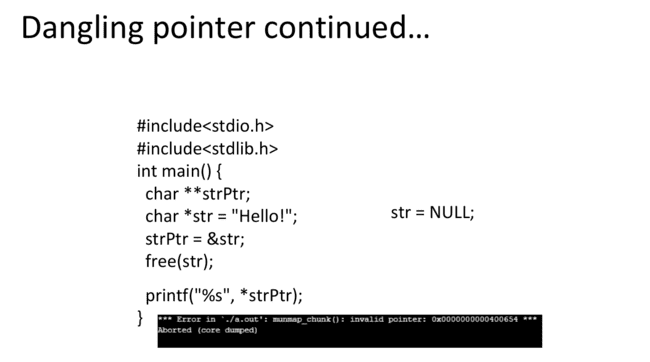 Dangling pointer continued…
#include<stdio.h>
#include<stdlib.h>
int main() {
char **strPtr;
char *str = "Hello!";
str = NULL;
strPtr = &str;
free(str);
printf("%s", *strPtr);
}
*** Error in `./a.out': munmap_chunk(): invalid pointer: 0x0000000000400654 ***
Aborted (core dumped)